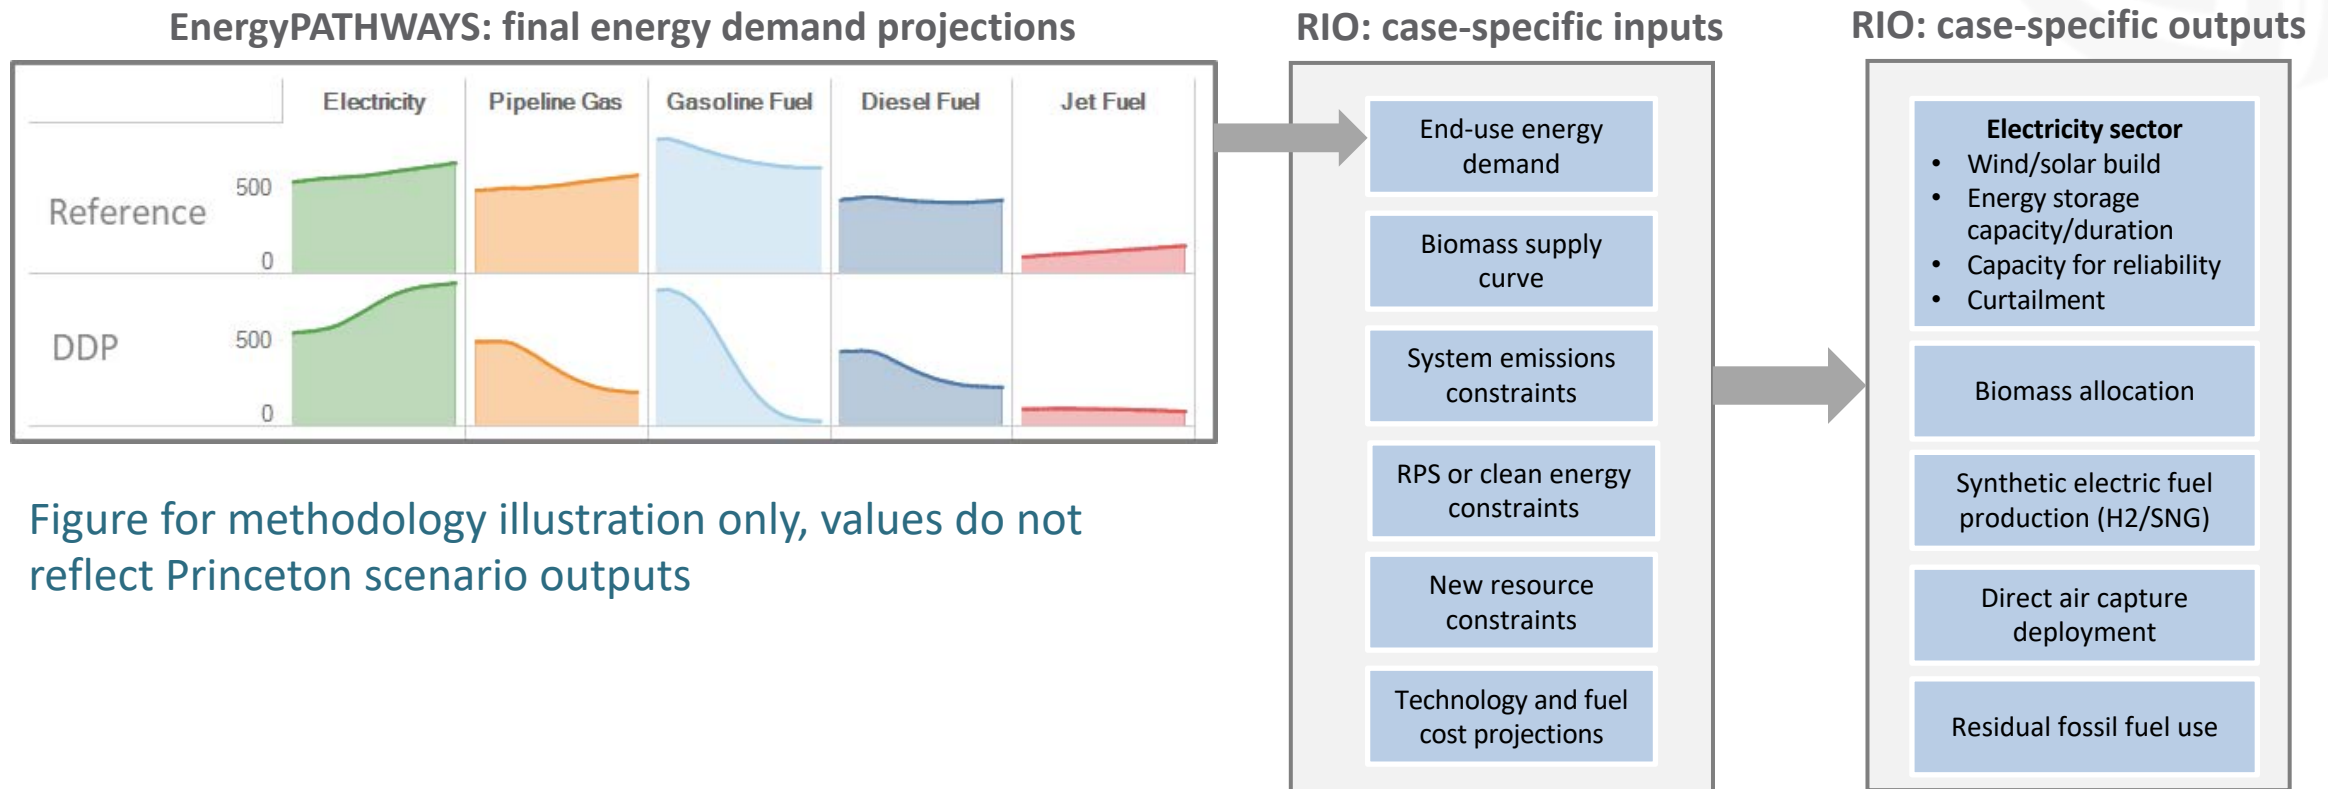 EnergyPATHWAYS: final energy demand projections
Electricity
Pipeline Gas
Gasoline Fuel
Diesel Fuel
Jet Fuel
Reference
500
0
DDP
500
0
Figure for methodology illustration only, values do not
reflect Princeton scenario outputs
RIO: case-specific inputs
End-use energy
demand
Biomass supply
curve
System emissions
constraints
RPS or clean energy
constraints
New resource
constraints
Technology and fuel
cost projections
RIO: case-specific outputs
Electricity sector
• Wind/solar build
• Energy storage
capacity/duration
• Capacity for reliability
• Curtailment
Biomass allocation
Synthetic electric fuel
production (H2/SNG)
Direct air capture
deployment
Residual fossil fuel use